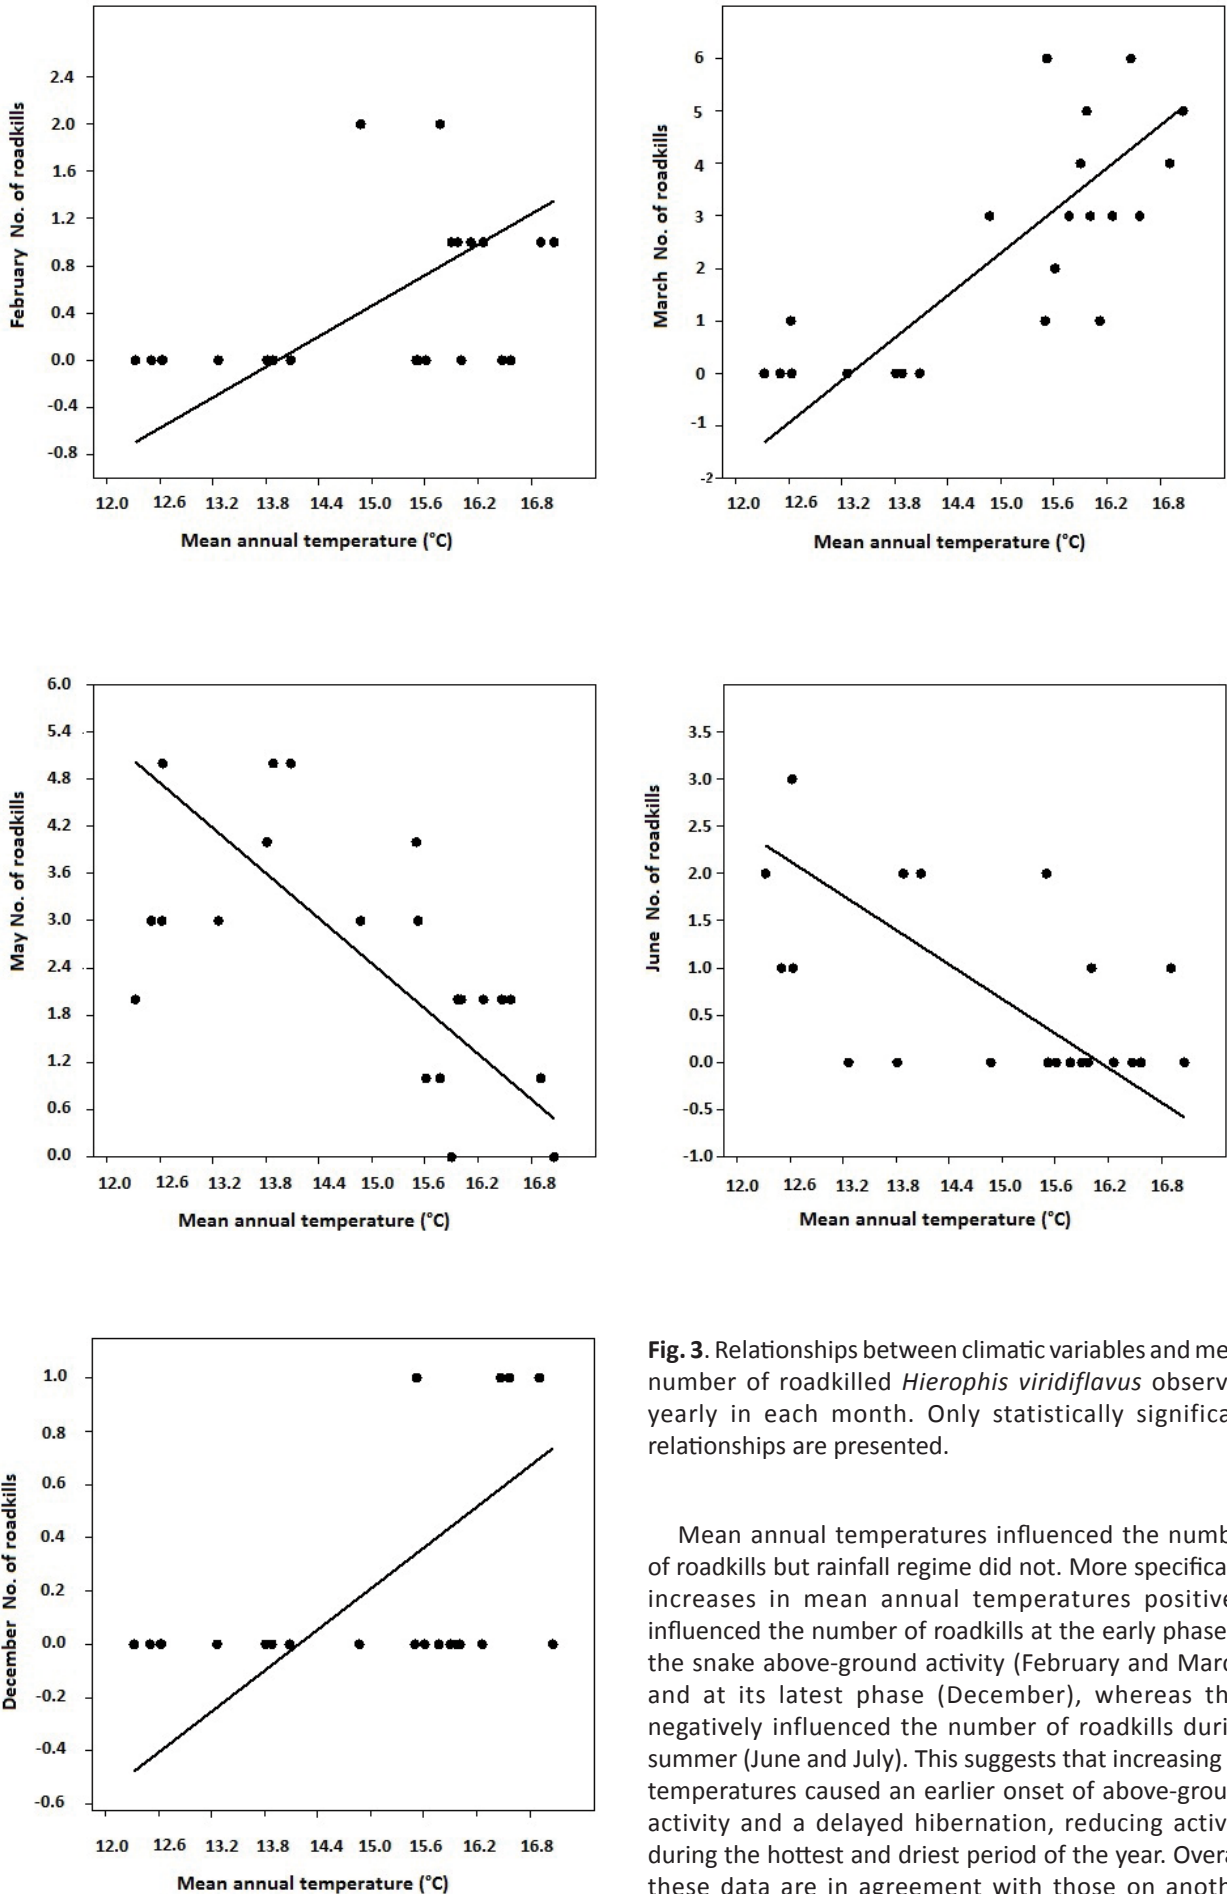 February No. of roadkills
2.4
2.0
1.6
1.2
0.8
0.4
0.0
-0.4
-0.8
12.0 12.6 13.2 13.8 14.4 15.0 15.6 16.2 16.8
Mean annual temperature (°C)
March No. of roadkills
6
5
4
3
2
1
0
-1
-2
12.0 12.6 13.2 13.8 14.4 15.0 15.6 16.2 16.8
Mean annual temperature (°C)
May No. of roadkills
6.0
5.4
4.8
4.2
3.6
3.0
2.4
1.8
1.2
0.6
0.0
12.0 12.6 13.2 13.8 14.4 15.0 15.6 16.2 16.8
Mean annual temperature (°C)
June No. of roadkills
3.5
3.0
2.5
2.0
1.5
1.0
0.5
0.0
-0.5
-1.0
12.0 12.6 13.2 13.8 14.4 15.0 15.6 16.2 16.8
Mean annual temperature (°C)
December No. of roadkills
1.0
0.8
0.6
0.4
0.2
0.0
-0.2
-0.4
-0.6
12.0 12.6 13.2 13.8 14.4 15.0 15.6 16.2 16.8
Mean annual temperature (°C)
Fig. 3. Relationships between climatic variables and me
number of roadkilled Hierophis viridiflavus observ
yearly in each month. Only statistically significa
relationships are presented.
Mean annual temperatures influenced the numb
of roadkills but rainfall regime did not. More specifica
increases in mean annual temperatures positive
influenced the number of roadkills at the early phase
the snake above-ground activity (February and Marc
and at its latest phase (December), whereas th
negatively influenced the number of roadkills duri
summer (June and July). This suggests that increasing
temperatures caused an earlier onset of above-grou
activity and a delayed hibernation, reducing activ
during the hottest and driest period of the year. Overa
these data are in agreement with those on anoth